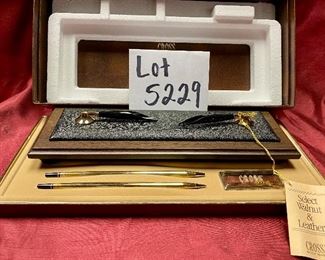 CROSS
Lot
5229
CROSS
Select
Walnut
&
Leather
CROSS